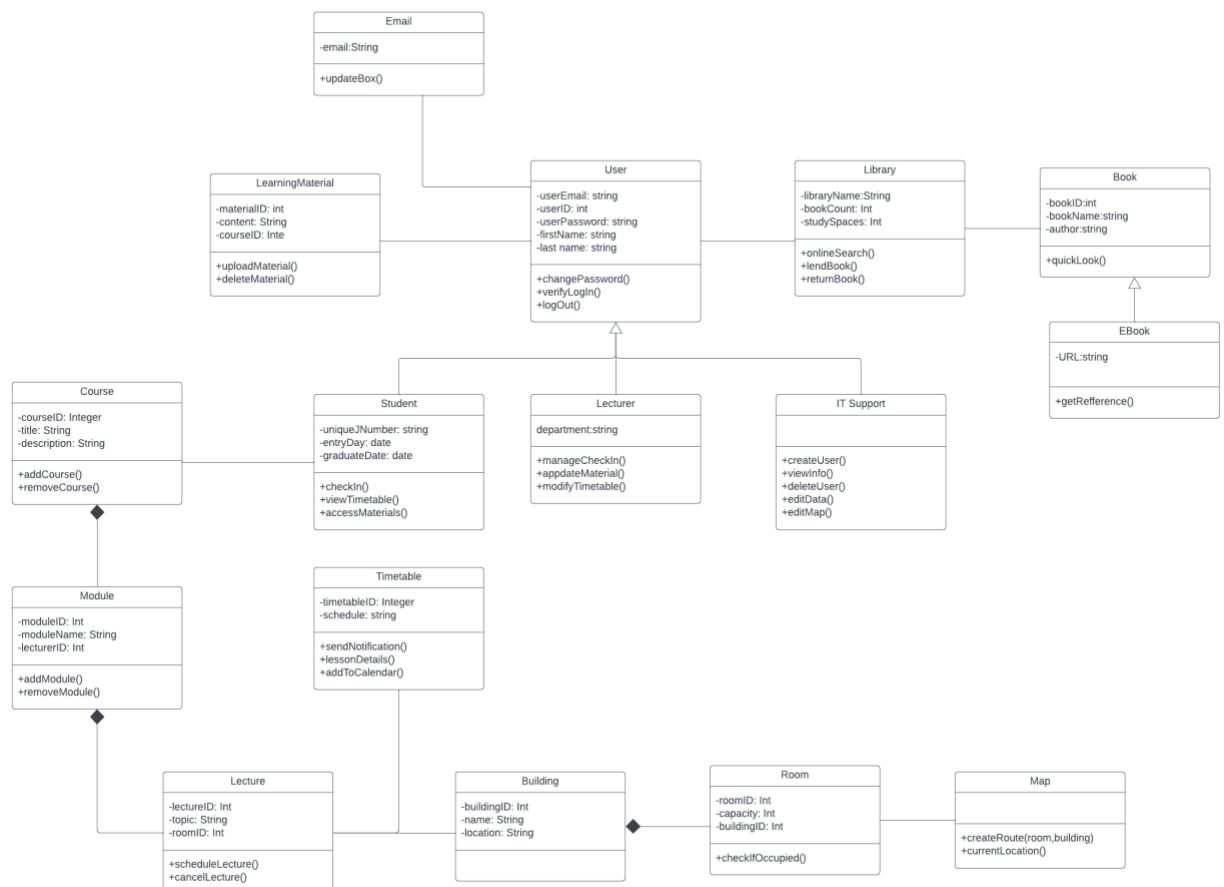 Email
-email:String
+updateBox()
LearningMaterial
-materialID: int
-content: String
-courseID: Inte
+uploadMaterial()
+deleteMaterial()
User
-userEmail: string
-userID: int
-userPassword: string
-firstName: string
-last name: string
+changePassword()
+verifyLogIn()
+logOut()
Library
-libraryName:String
-bookCount: Int
-studySpaces: Int
+onlineSearch()
+lendBook()
+returnBook()
Book
-bookID:int
-bookName:string
-author:string
+quickLook()
EBook
-URL:string
+getRefference()
Course
-courseID: Integer
-title: String
-description: String
+addCourse()
+removeCourse()
Student
-uniqueJNumber: string
-entryDay: date
-graduateDate: date
+checkIn()
+viewTimetable()
+accessMaterials()
Lecturer
department:string
+manageCheckIn()
+appdateMaterial()
+modifyTimetable()
IT Support
+createUser()
+viewInfo()
+deleteUser()
+editData()
+editMap()
Module
-moduleID: Int
-moduleName: String
-lecturerID: Int
+addModule()
+removeModule()
Timetable
-timetableID: Integer
-schedule: string
+sendNotification()
+lessonDetails()
+addToCalendar()
Lecture
-lectureID: Int
-topic: String
-roomID: Int
+scheduleLecture()
+cancelLecture()
Building
-buildingID: Int
-name: String
-location: String
Room
-roomID: Int
-capacity: Int
-buildingID: Int
+checkIfOccupied()
Map
+createRoute(room,building)
+currentLocation()